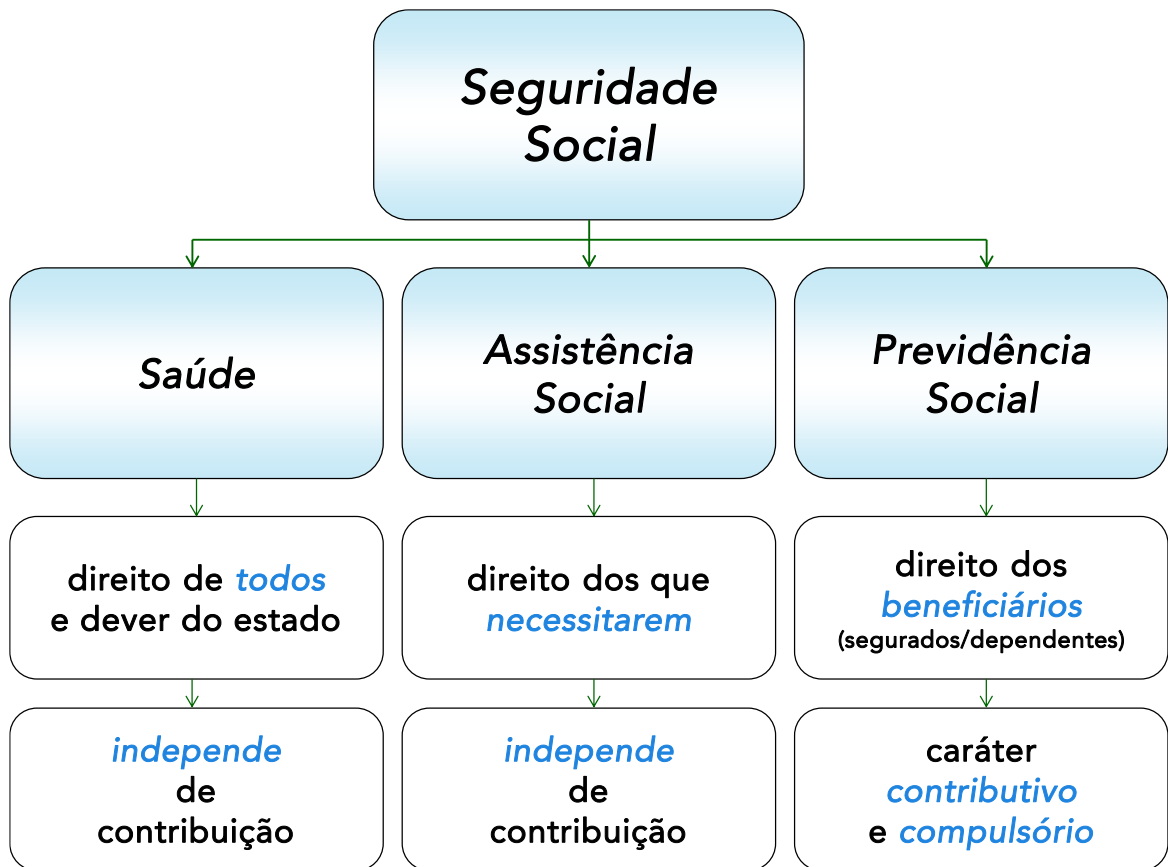 Seguridade
Social
Saúde
Assistência
Social
Previdência
Social
direito de todos
e dever do estado
direito dos que
necessitarem
direito dos
beneficiários
(segurados/dependentes)
independe
de
contribuição
independe
de
contribuição
caráter
contributivo
e compulsório